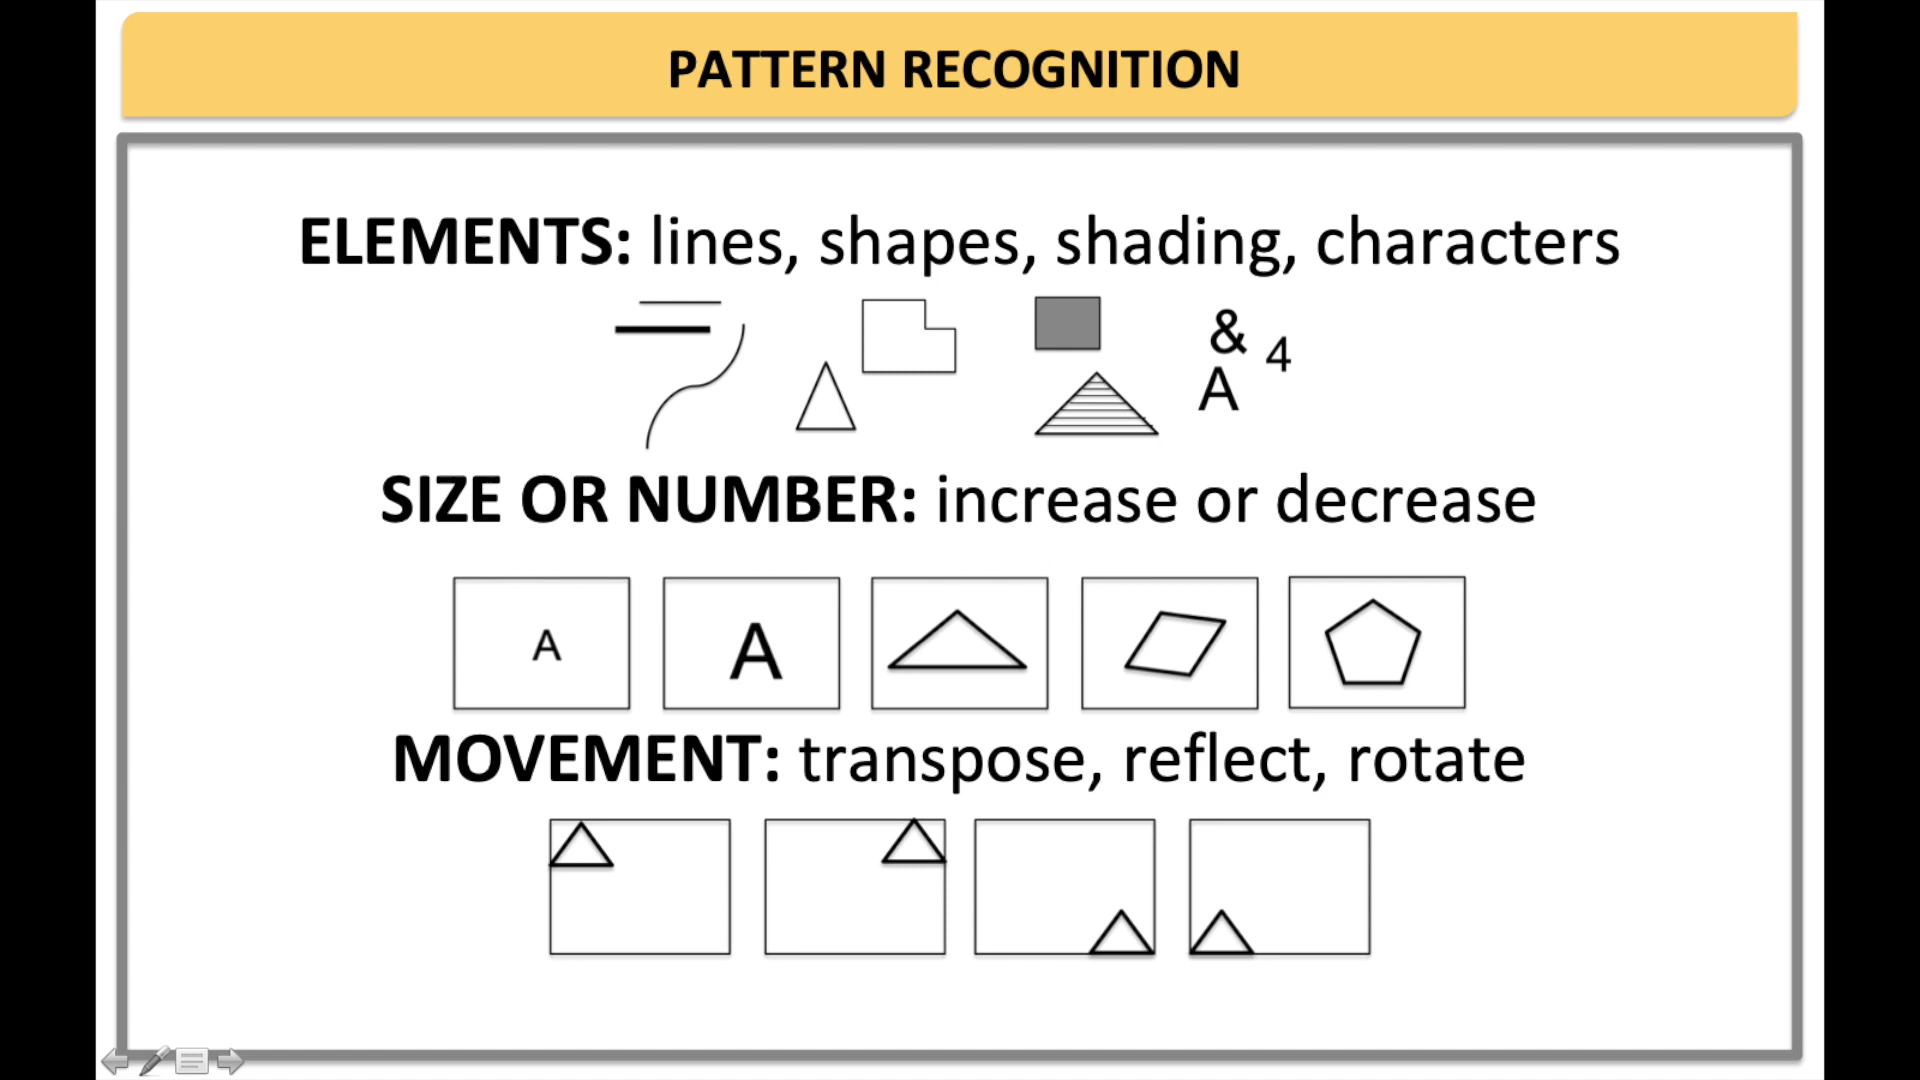 PATTERN RECOGNITION
ELEMENTS: lines, shapes, shading, characters
& 4
A
SIZE OR NUMBER: increase or decrease
A A
MOVEMENT: transpose, reflect, rotate